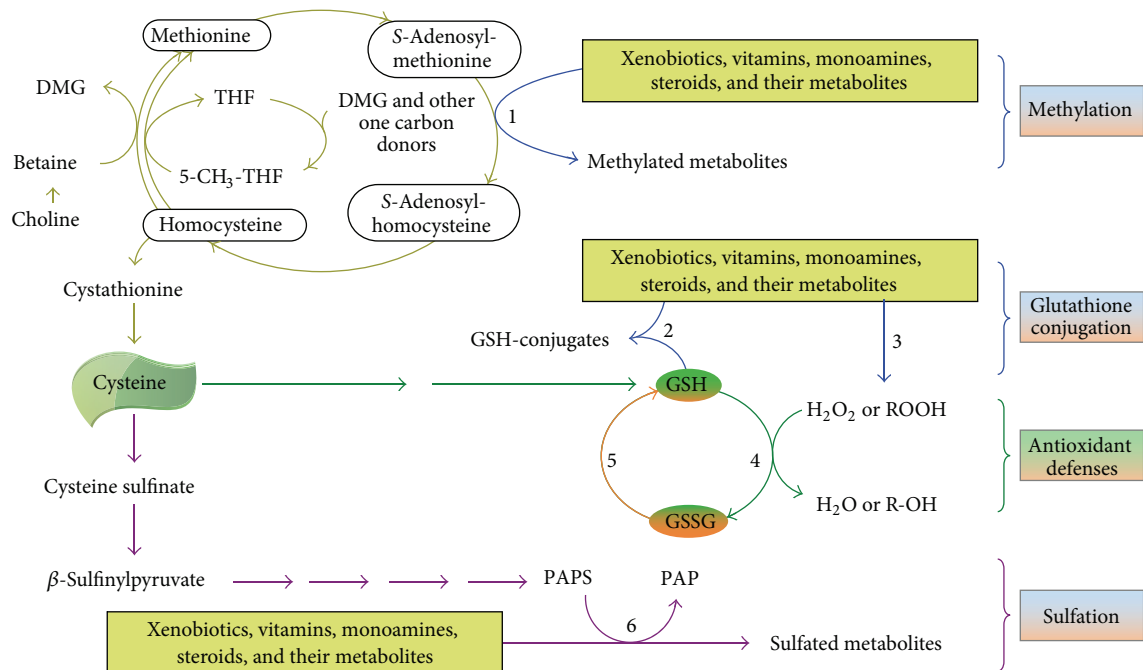 Methionine
S-Adenosyl-
methionine
Xenobiotics, vitamins, monoamines,
steroids, and their metabolites
Methylation
DMG
THF
DMG and other
one carbon
donors
1
Betaine
5-CH₃-THF
Methylated metabolites
Choline
Homocysteine
S-Adenosyl-
homocysteine
Xenobiotics, vitamins, monoamines,
steroids, and their metabolites
Glutathione
conjugation
Cystathionine
GSH-conjugates
2
3
Cysteine
GSH
H₂O₂ or ROOH
Antioxidant
defenses
5
4
Cysteine sulfinate
GSSG
H₂O or R-OH
β-Sulfinylpyruvate
PAPS
PAP
Sulfation
Xenobiotics, vitamins, monoamines,
steroids, and their metabolites
6
Sulfated metabolites